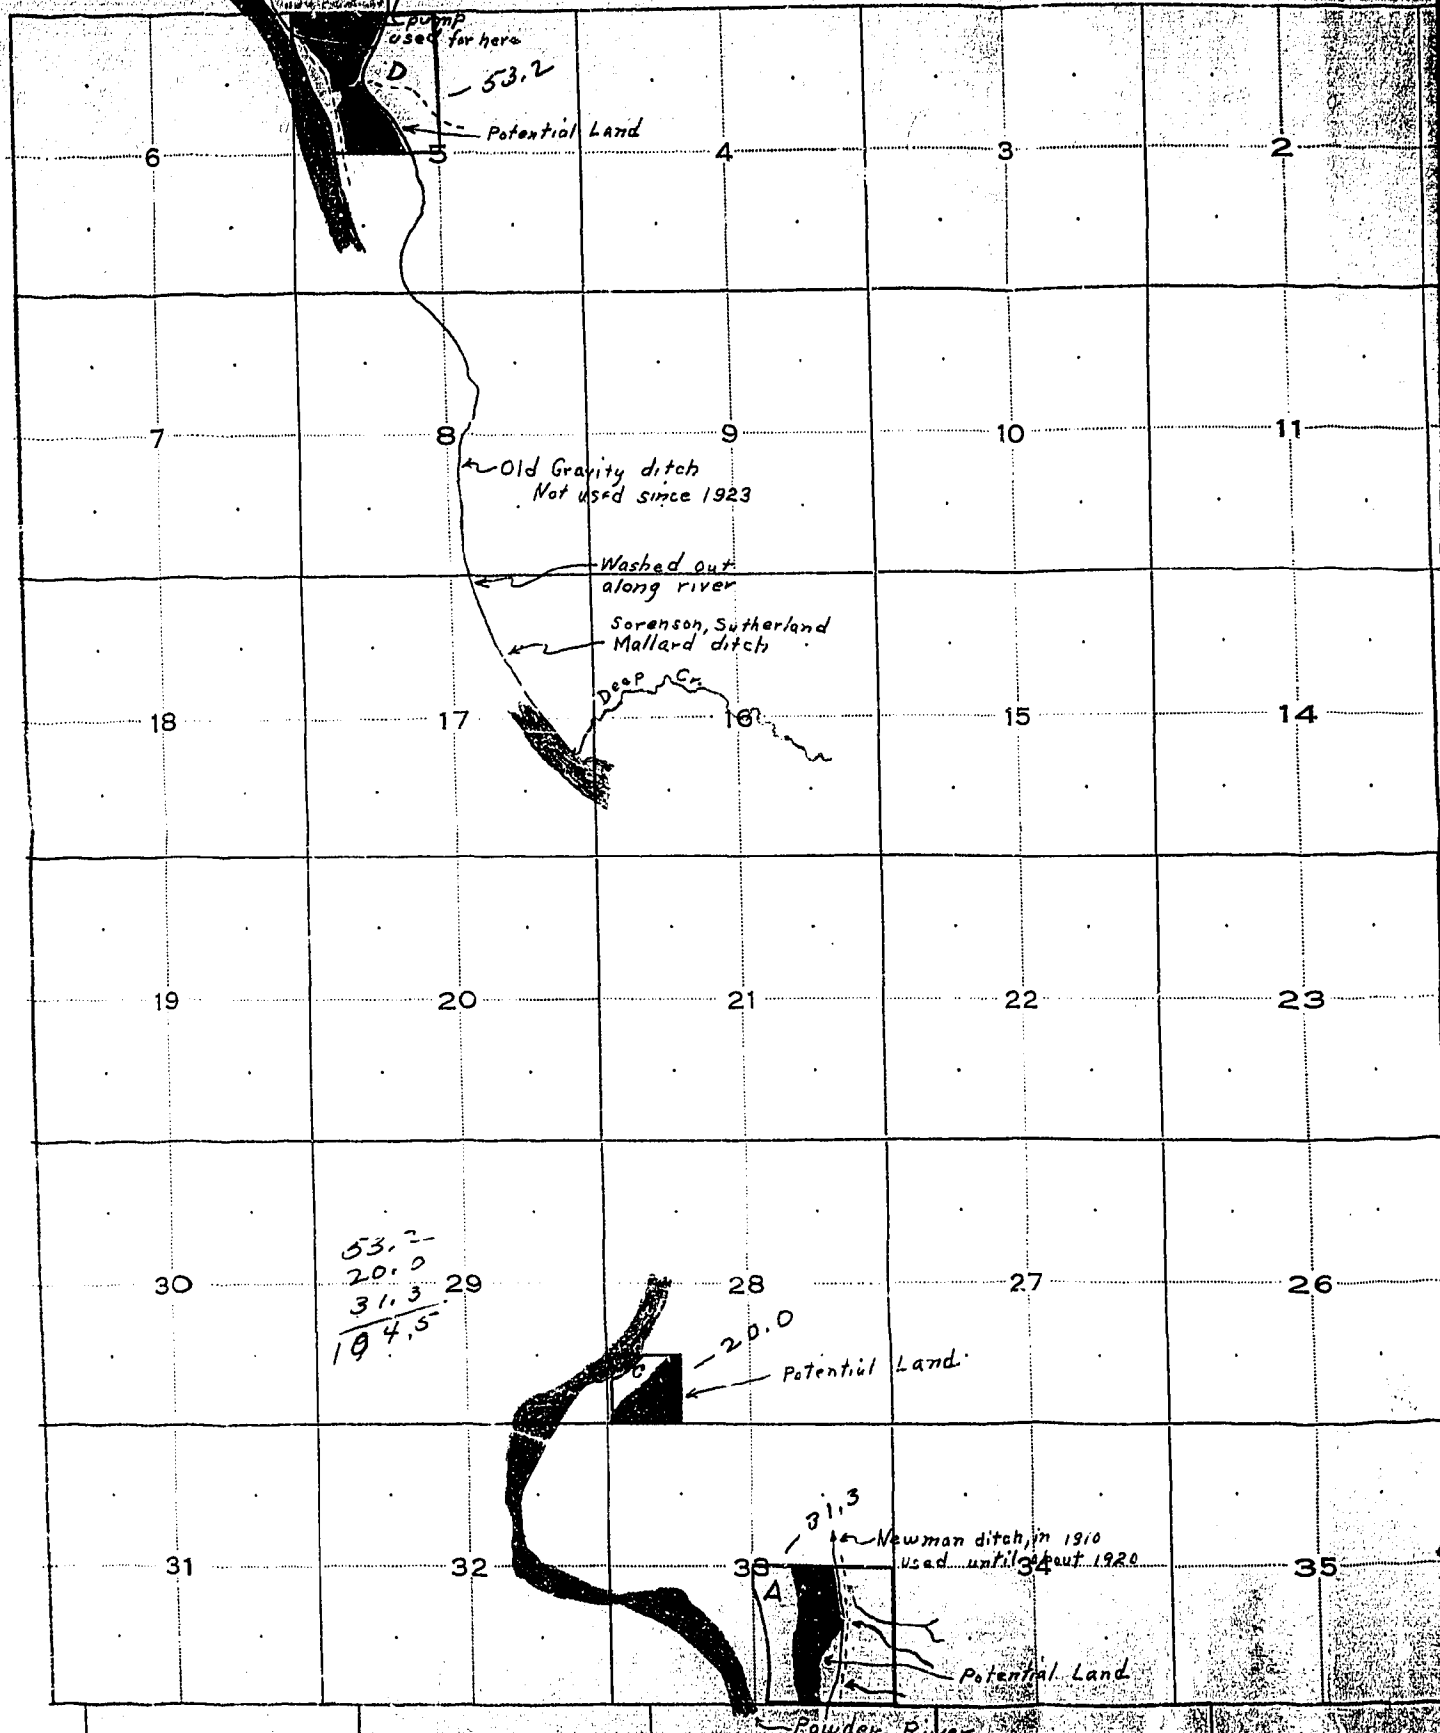 pump
used for here
D
53.2
Potential Land
6
5
4
3
2
7
8
9
10
11
Old Gravity ditch
Not used since 1923
Washed out
along river
Sorenson, Sutherland
Mallard ditch
Deep Cr.
18
17
16
15
14
19
20
21
22
23
53.2
20.0
31.3
104.5
30
29
28
27
26
20.0
C
Potential Land
31.3
Newman ditch, in 1910
used until about 1920
31
32
33
34
35
A
Potential Land
Powder River